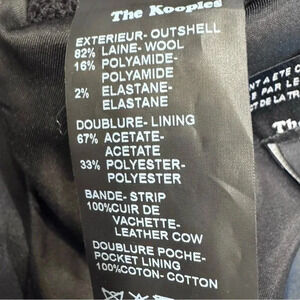 The Kooples
EXTERIEUR- OUTSHELL
82% LAINE- WOOL
16% POLYAMIDE-
POLYAMIDE
2% ELASTANE-
ELASTANE
DOUBLURE- LINING
67% ACETATE-
ACETATE
33% POLYESTER-
POLYESTER
BANDE- STRIP
100%CUIR DE
VACHETTE-
LEATHER COW
DOUBLURE POCHE-
POCKET LINING
100%COTON- COTTON
Th